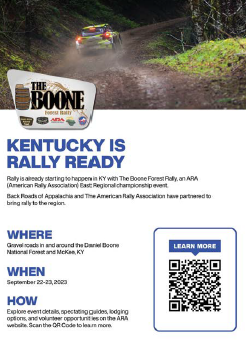 THE
BOONE
Forest Rally
KENTUCKY IS
RALLY READY
Rally is already starting to happen in KY with The Boone Forest Rally, an ARA
(American Rally Association) East Regional championship event.
Back Roads of Appalachia and The American Rally Association have partnered to
bring rally to the region.
WHERE
Gravel roads in and around the Daniel Boone
National Forest and McKee, KY
WHEN
September 22-23, 2023
HOW
Explore event details, spectating guides, lodging
options, and volunteer opportunities on the ARA
website. Scan the QR Code to learn more.
LEARN MORE